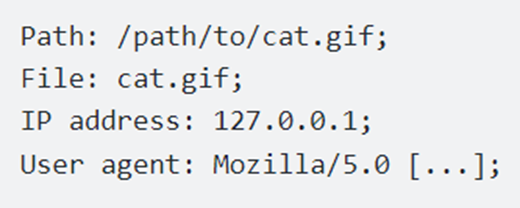 Path: /path/to/cat.gif;
File: cat.gif;
IP address: 127.0.0.1;
User agent: Mozilla/5.0 [...];